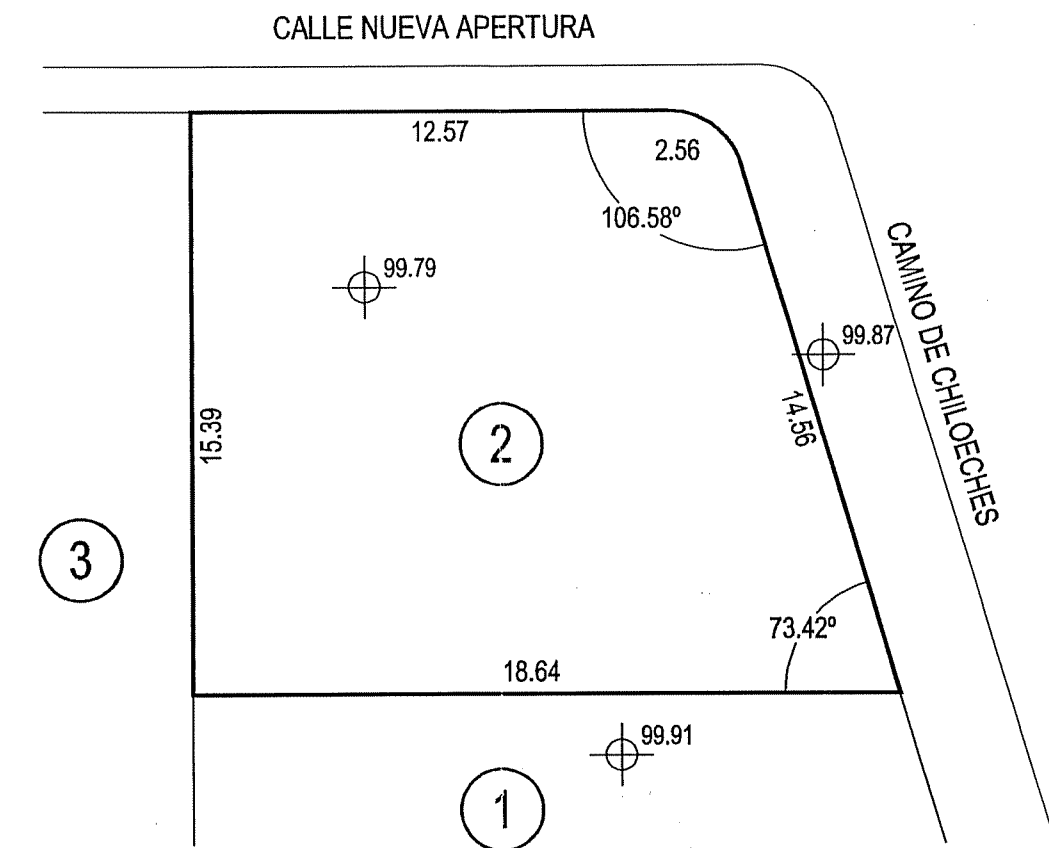 CALLE NUEVA APERTURA
12.57
2.56
106.58º
99.79
CAMINO DE CHILOECHES
99.87
14.56
15.39
2
3
73.42º
18.64
99.91
1